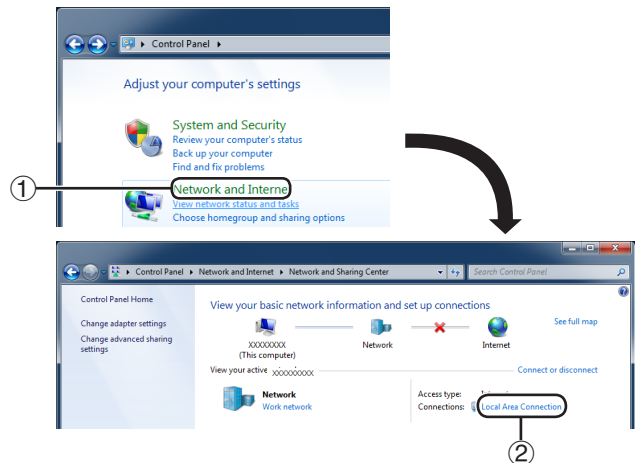 Control Panel
Adjust your computer's settings
System and Security
Review your computer's status
Back up your computer
Find and fix problems
①
Network and Interne
View network status and tasks
Choose homegroup and sharing options
Control Panel Network and Internet Network and Sharing Center Search Control Panel
Control Panel Home
Change adapter settings
Change advanced sharing
settings
View your basic network information and set up connections
See full map
XXXXXXXX
(This computer)
Network
Internet
View your active XXXXXXXXX
Connect or disconnect
Network
Work network
Access type:
Connections: Local Area Connection
②